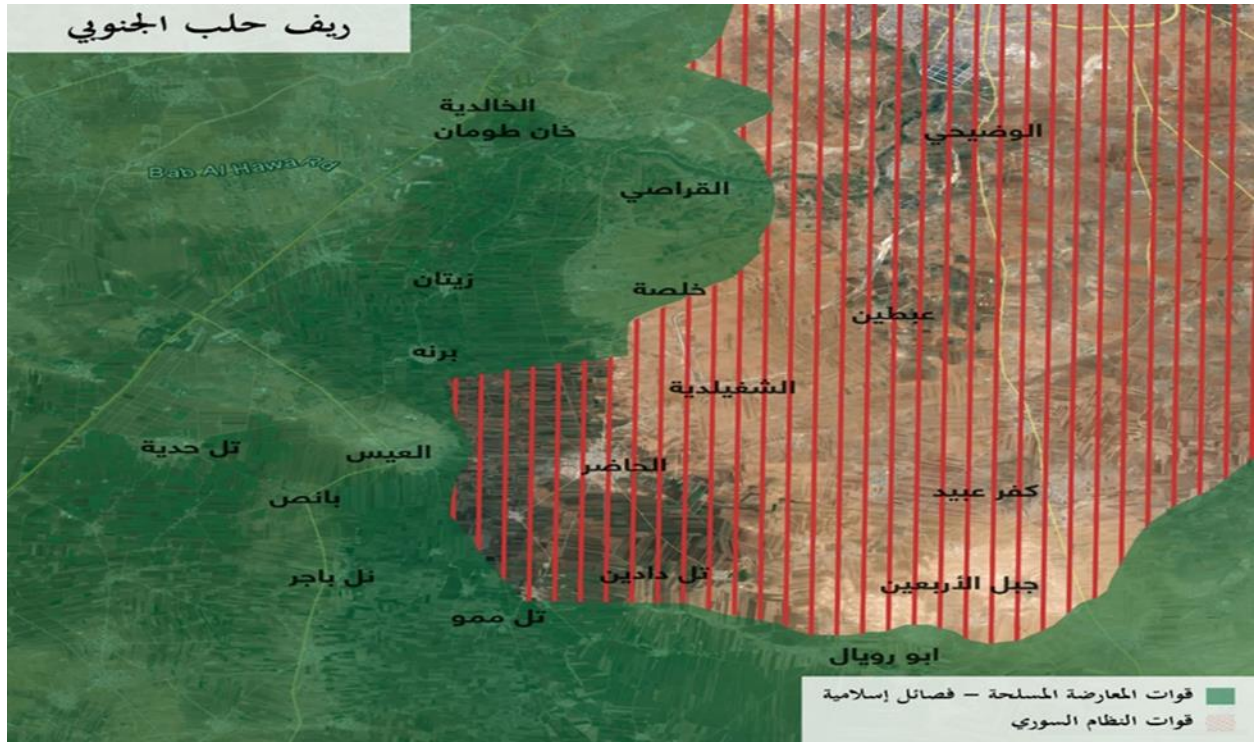 ريف حلب الجنوبي
الخالدية
خان طومان
الوضيحي
Bab Al Hawa Rd
القراصي
زيتان
خلصة
عبطين
برنه
الشغيلدية
تل حدية
العيس
الحاضر
بانص
كفر عبيد
تل باجر
تل دادين
جبل الأربعين
تل ممو
ابو رويال
قوات المعارضة المسلحة – فصائل إسلامية
قوات النظام السوري